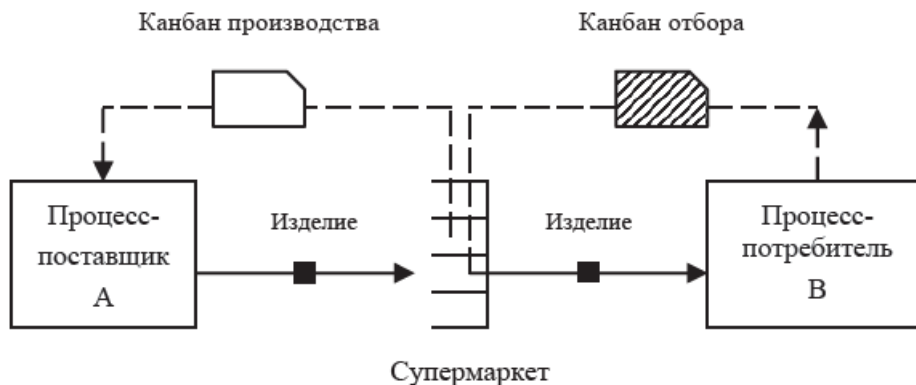 Канбан производства
Канбан отбора
Процесс-
поставщик
А
Изделие
Изделие
Процесс-
потребитель
В
Супермаркет